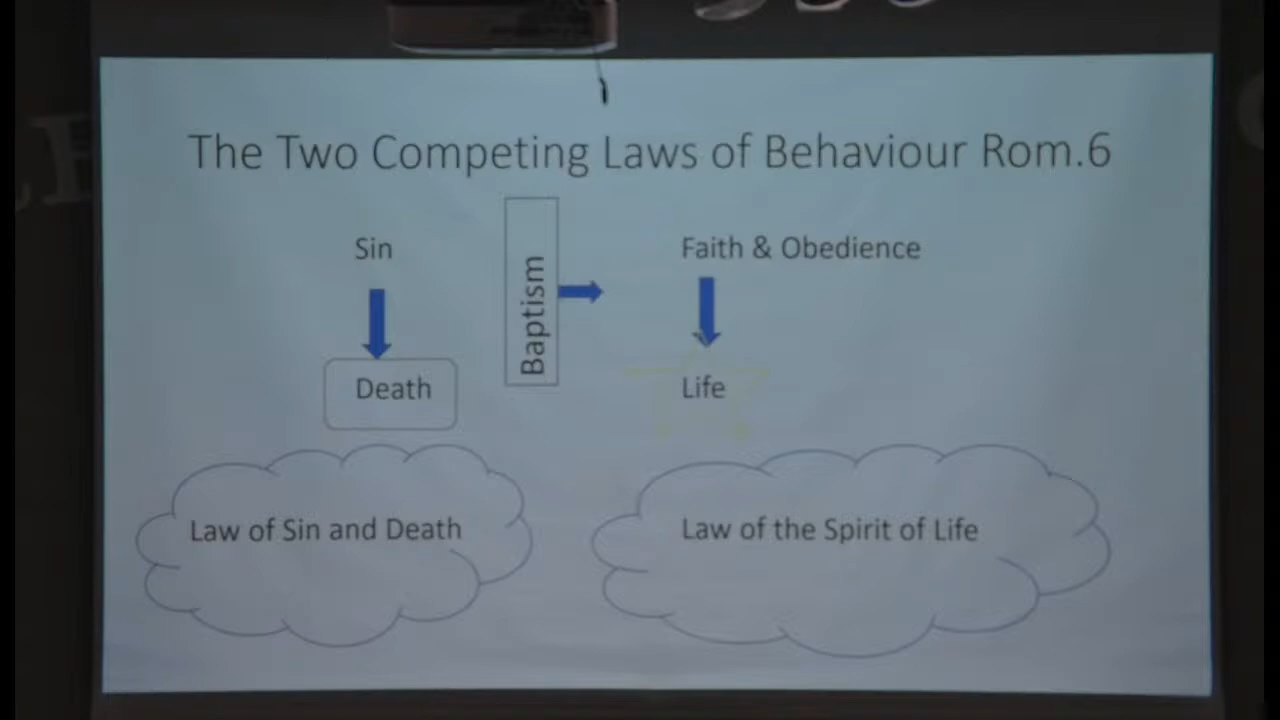 The Two Competing Laws of Behaviour Rom.6
Sin
Baptism
Faith & Obedience
Death
Life
Law of Sin and Death
Law of the Spirit of Life